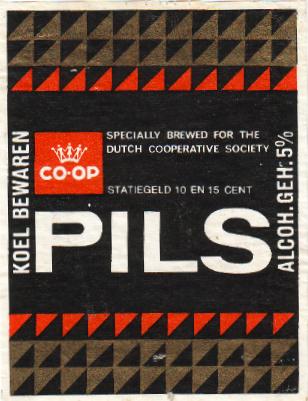 KOEL BEWAREN
CO-OP
SPECIALLY BREWED FOR THE
DUTCH COOPERATIVE SOCIETY
STATIEGELD 10 EN 15 CENT
PILS
ALCOH.GEH.5%